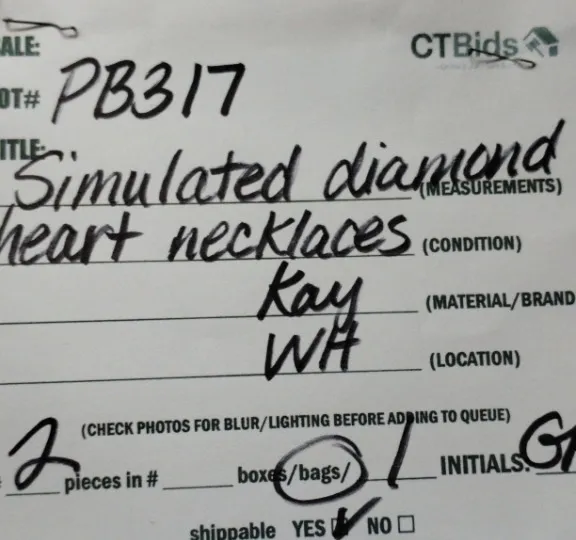 ALE:
CTBids
OT# PB317
ITLE:
Simulated diamond
(MEASUREMENTS)
heart necklaces (CONDITION)
Kay (MATERIAL/BRAND
WH (LOCATION)
(CHECK PHOTOS FOR BLUR/LIGHTING BEFORE ADDING TO QUEUE)
2 pieces in # boxes/bags/ 1 INITIALS:
shippable YES NO